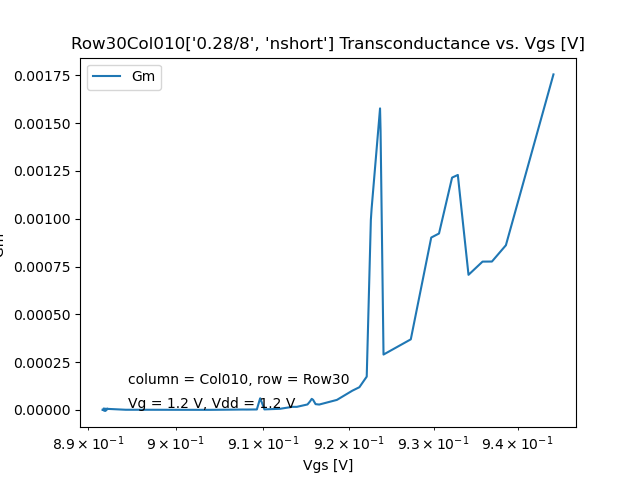 Row30Col010['0.28/8', 'nshort'] Transconductance vs. Vgs [V]
Gm
0.00175
0.00150
0.00125
0.00100
0.00075
0.00050
0.00025
0.00000
Gm
column = Col010, row = Row30
Vg = 1.2 V, Vdd = 1.2 V
8.9 × 10⁻¹ 9 × 10⁻¹ 9.1 × 10⁻¹ 9.2 × 10⁻¹ 9.3 × 10⁻¹ 9.4 × 10⁻¹
Vgs [V]